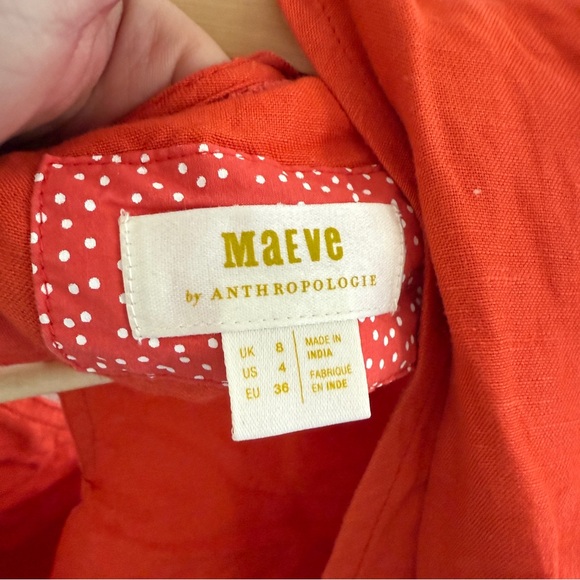 MaEve
by ANTHROPOLOGIE
UK 8
US 4
EU 36
MADE IN
INDIA
FABRIQUÉ
EN INDE